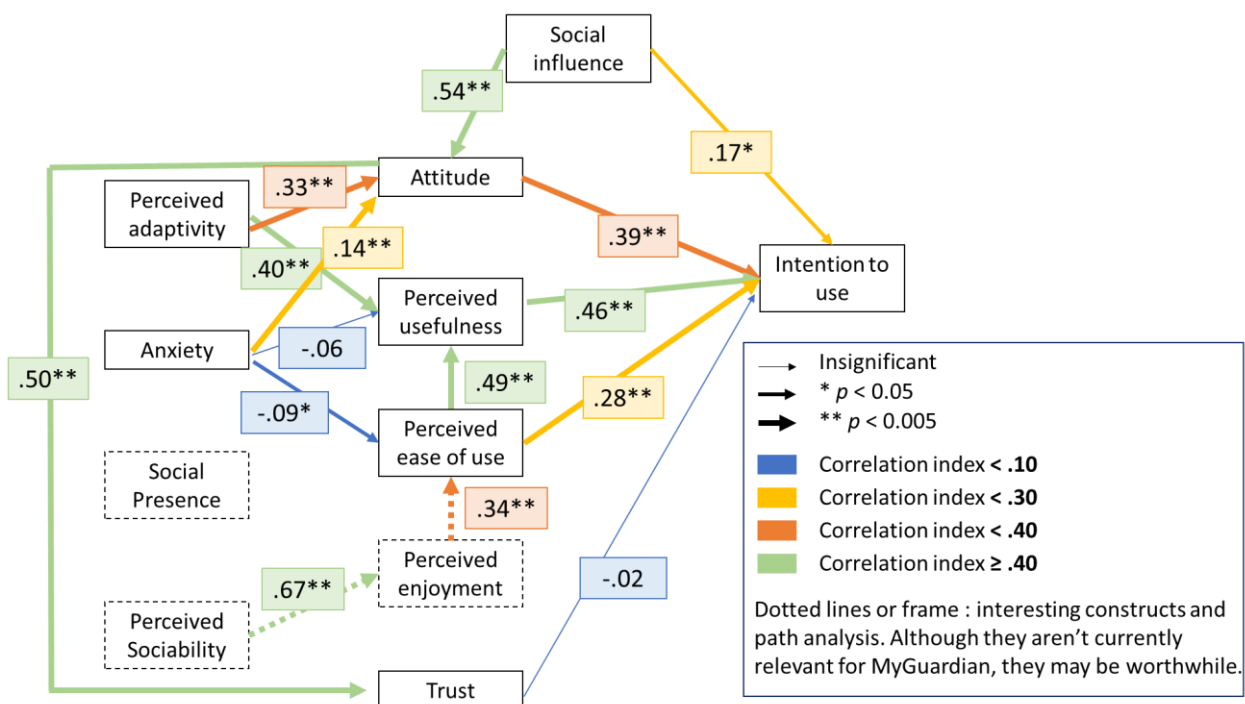 Social
influence
.54**
.17*
Attitude
.33**
Perceived
adaptivity
.39**
.14**
.40**
Intention to
use
Perceived
usefulness
.46**
Anxiety
-.06
.50**
.49**
.28**
-.09*
Perceived
ease of use
Social
Presence
.34**
Perceived
enjoyment
.67**
-.02
Perceived
Sociability
Trust
Insignificant
* p < 0.05
** p < 0.005
Correlation index < .10
Correlation index < .30
Correlation index < .40
Correlation index ≥ .40
Dotted lines or frame : interesting constructs and
path analysis. Although they aren't currently
relevant for MyGuardian, they may be worthwhile.